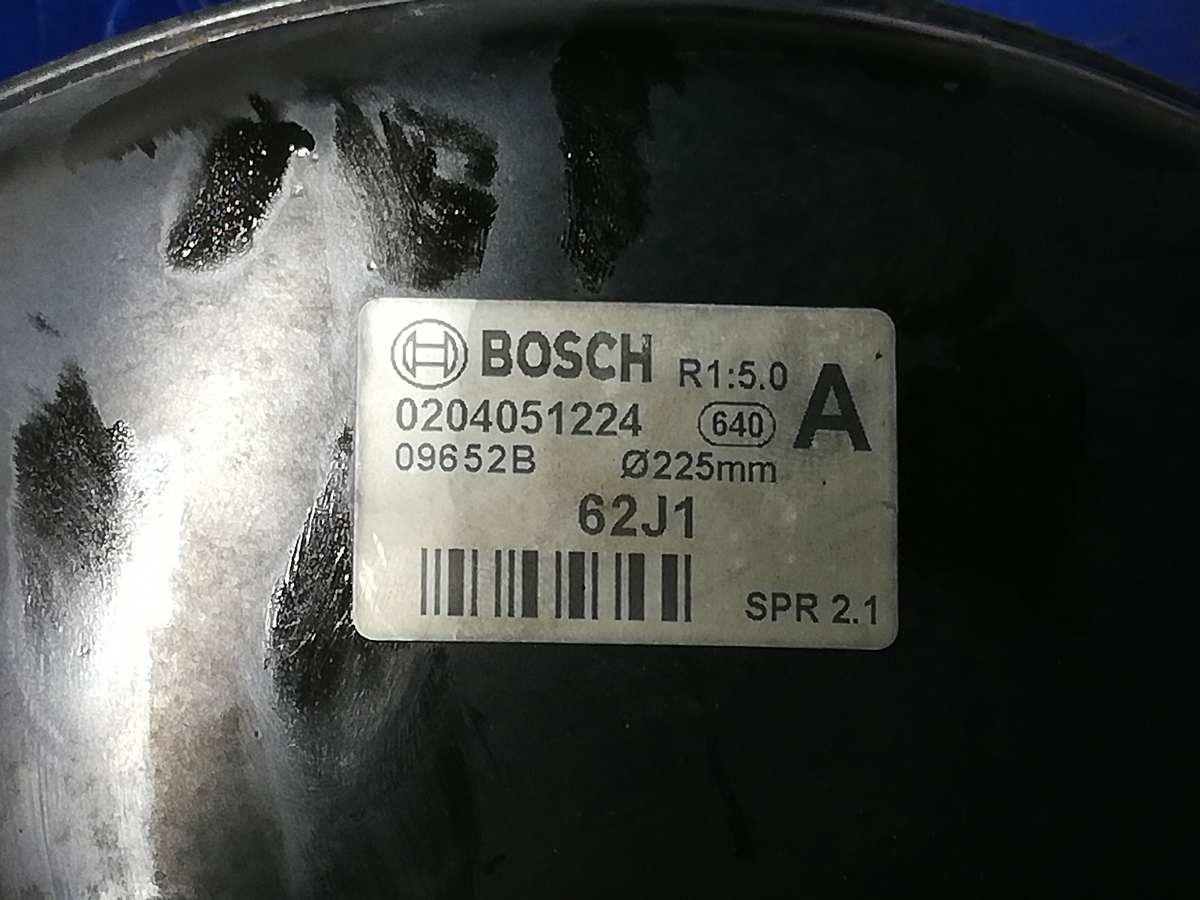 BOSCH R1:5.0 A
0204051224 640
09652B Ø225mm
62J1
SPR 2.1